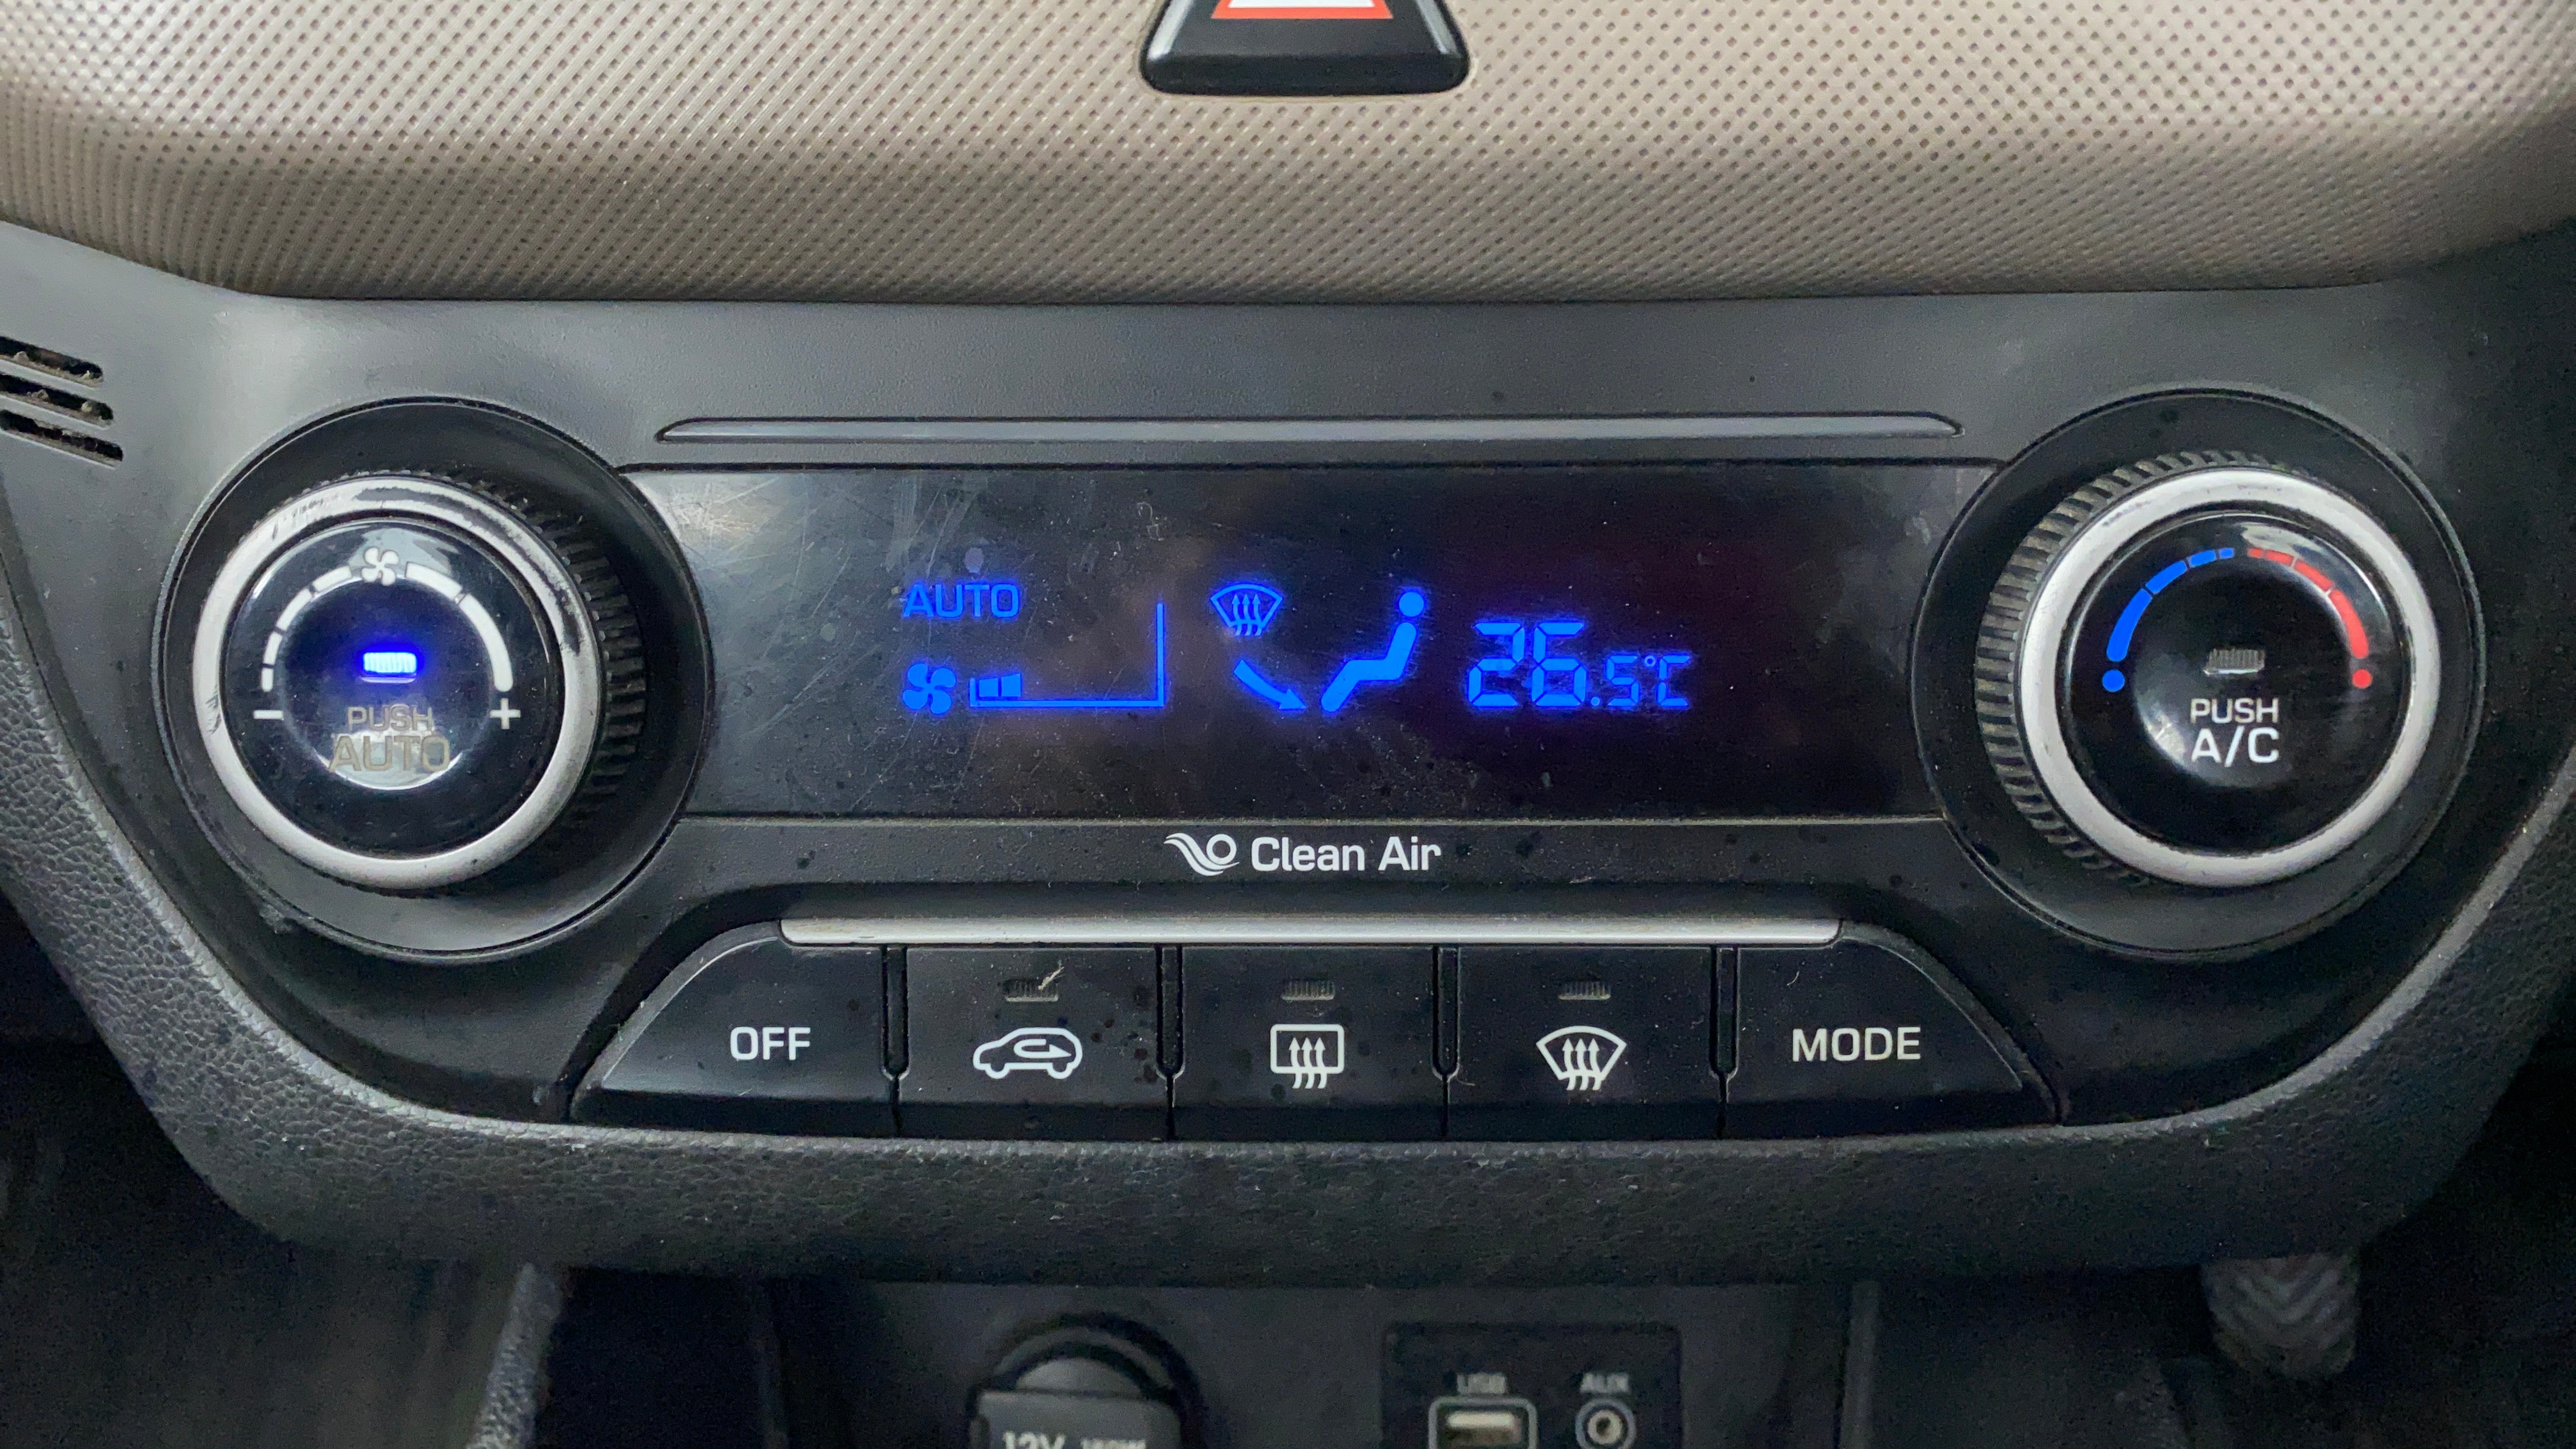 AUTO
26.5°C
PUSH
AUTO
− +
PUSH
A/C
Clean Air
OFF
MODE
USB AUX
12V